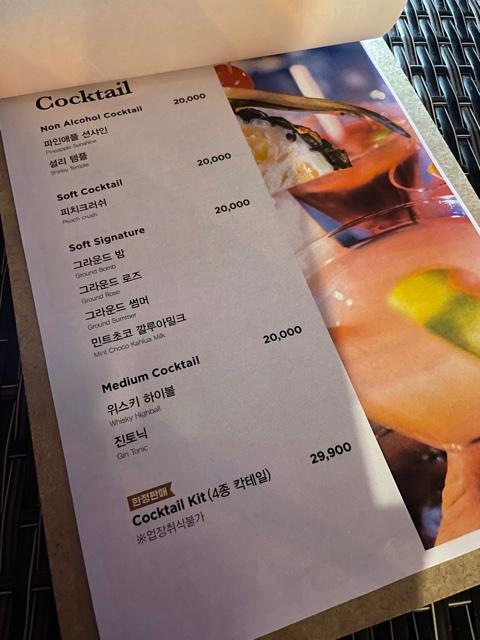 Cocktail
Non Alcohol Cocktail 20,000
파인애플 션샤인
Pineapple Sunshine
셜리 템플
Shirley Temple
Soft Cocktail 20,000
피치크러쉬
Peach crush
Soft Signature 20,000
그라운드 밤
Ground Bomb
그라운드 로즈
Ground Rose
그라운드 썸머
Ground Summer
민트초코 깔루아밀크
Mint Choco Kahlua Milk
Medium Cocktail 20,000
위스키 하이볼
Whisky Highball
진토닉
Gin Tonic
한정판매
Cocktail Kit (4종 칵테일) 29,900
※업장취식불가